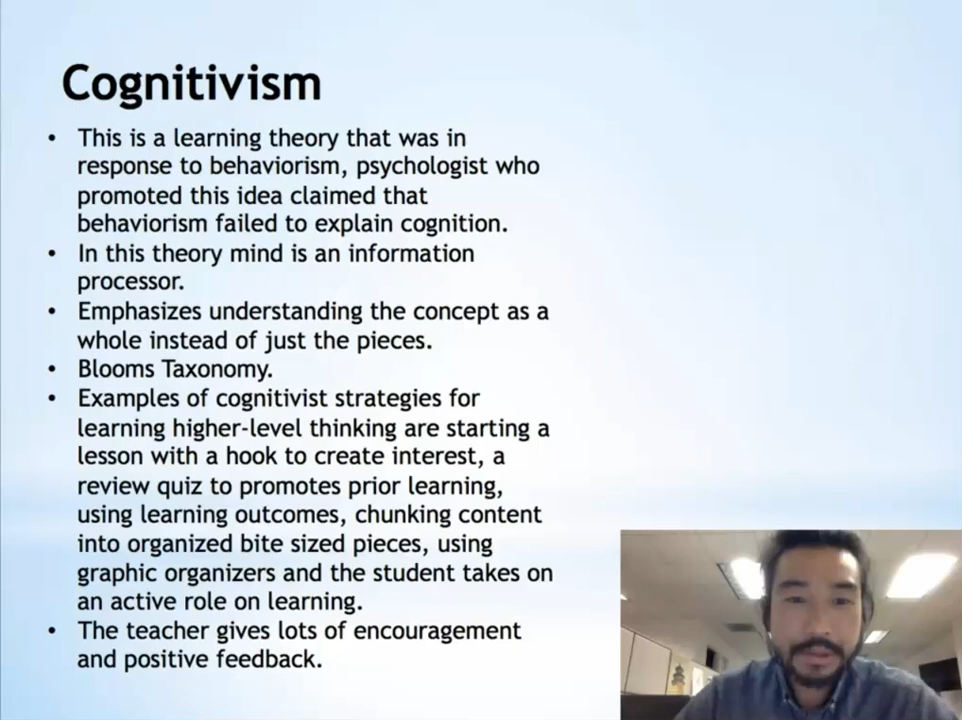 Cognitivism
• This is a learning theory that was in
response to behaviorism, psychologist who
promoted this idea claimed that
behaviorism failed to explain cognition.
• In this theory mind is an information
processor.
• Emphasizes understanding the concept as a
whole instead of just the pieces.
• Blooms Taxonomy.
• Examples of cognitivist strategies for
learning higher-level thinking are starting a
lesson with a hook to create interest, a
review quiz to promotes prior learning,
using learning outcomes, chunking content
into organized bite sized pieces, using
graphic organizers and the student takes on
an active role on learning.
• The teacher gives lots of encouragement
and positive feedback.